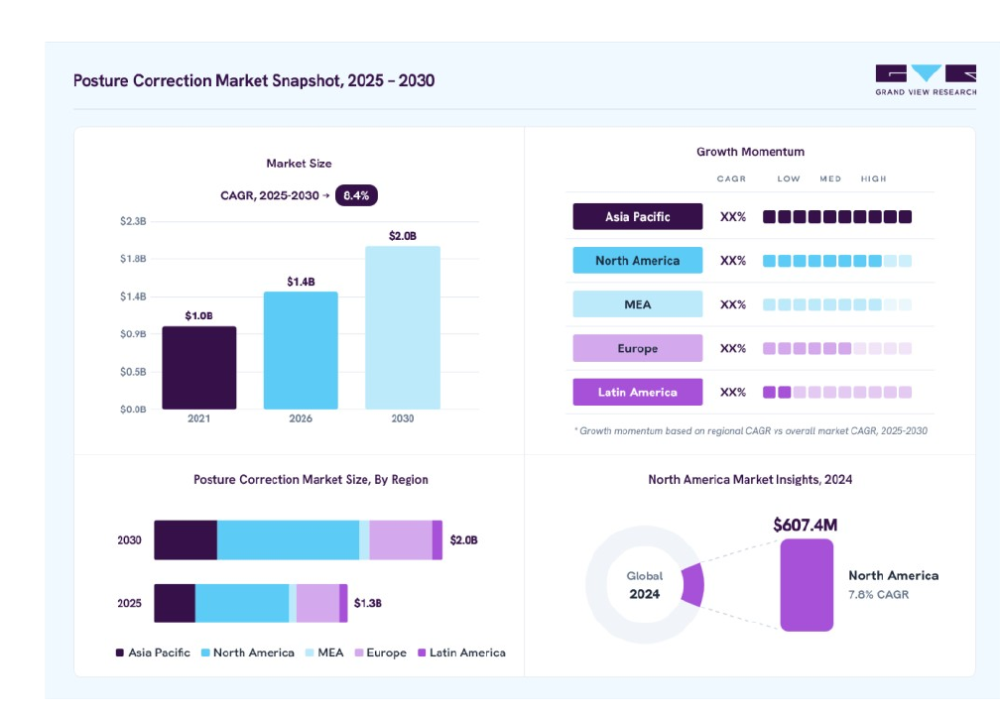 Posture Correction Market Snapshot, 2025 – 2030
GRAND VIEW RESEARCH
Market Size
CAGR, 2025-2030 → 8.4%
$2.3B
$1.8B
$1.4B
$0.9B
$0.5B
$0.0B
$1.0B
$1.4B
$2.0B
2021
2026
2030
Growth Momentum
CAGR LOW MED HIGH
Asia Pacific XX%
North America XX%
MEA XX%
Europe XX%
Latin America XX%
* Growth momentum based on regional CAGR vs overall market CAGR, 2025-2030
Posture Correction Market Size, By Region
2030 $2.0B
2025 $1.3B
Asia Pacific North America MEA Europe Latin America
North America Market Insights, 2024
Global
2024
$607.4M
North America
7.8% CAGR